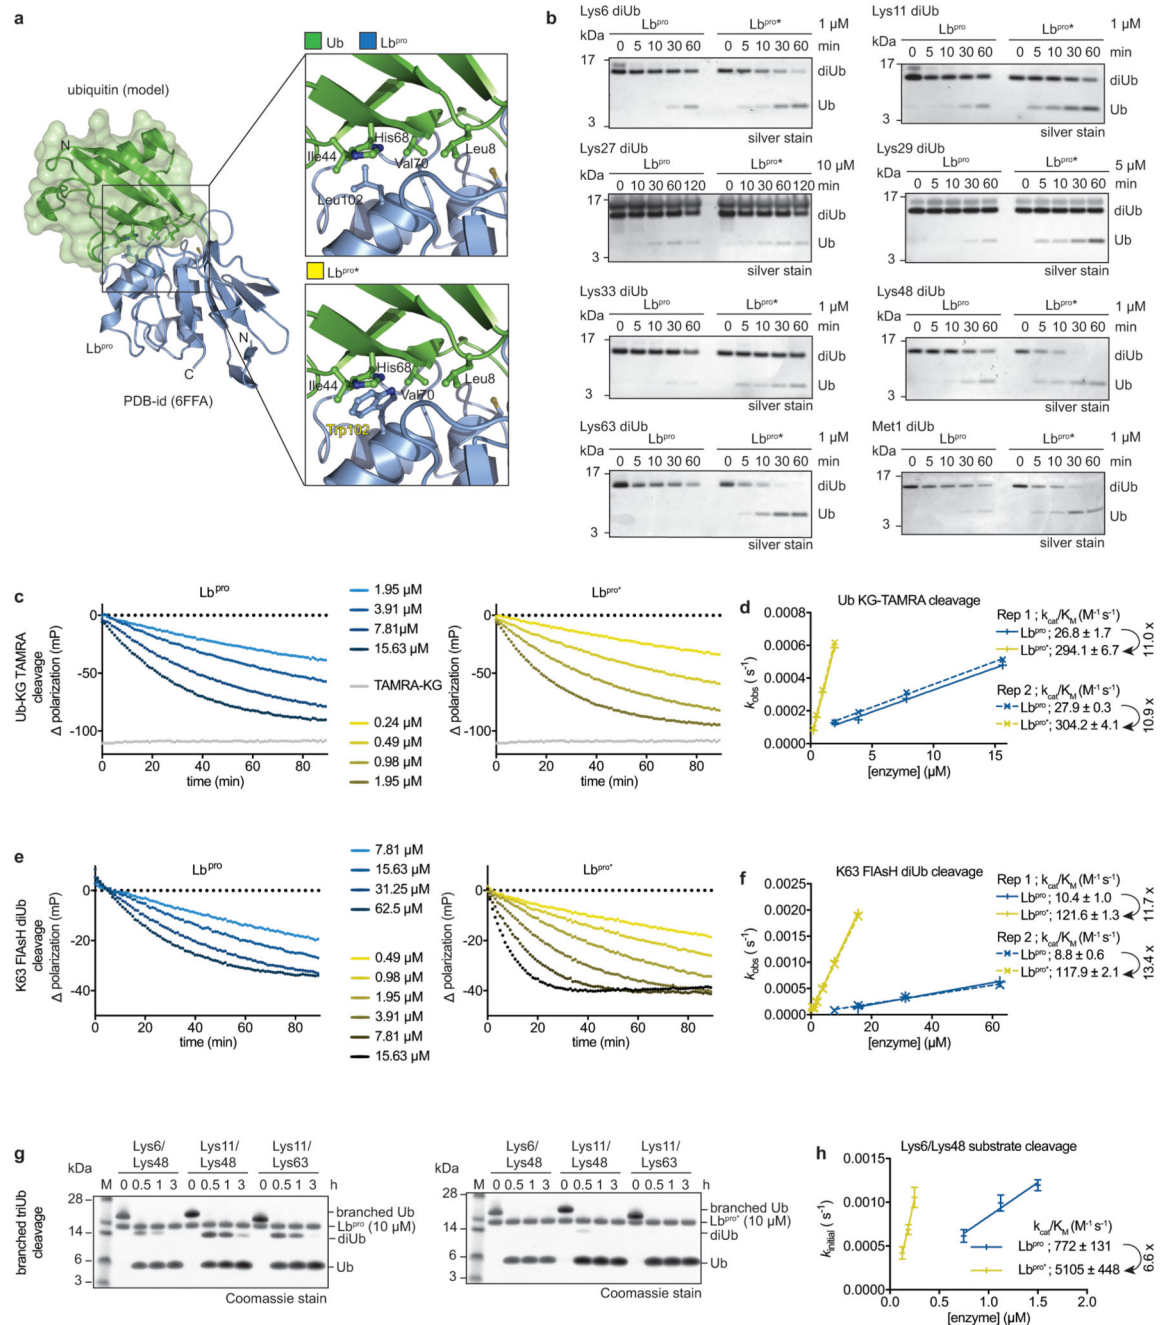 a
Ub Lbpro
ubiquitin (model)
N
His68
Ile44
Val70
Leu8
Leu102
Lbpro*
Lbpro
N
C
PDB-id (6FFA)
His68
Ile44
Val70
Leu8
Trp102
b
Lys6 diUb
Lbpro Lbpro* 1 µM
kDa 0 5 10 30 60 0 5 10 30 60 min
17
diUb
Ub
3
silver stain
Lys11 diUb
Lbpro Lbpro* 1 µM
kDa 0 5 10 30 60 0 5 10 30 60 min
17
diUb
Ub
3
silver stain
Lys27 diUb
Lbpro Lbpro* 10 µM
kDa 0 10 30 60 120 0 10 30 60 120 min
17
diUb
Ub
3
silver stain
Lys29 diUb
Lbpro Lbpro* 5 µM
kDa 0 5 10 30 60 0 5 10 30 60 min
17
diUb
Ub
3
silver stain
Lys33 diUb
Lbpro Lbpro* 1 µM
kDa 0 5 10 30 60 0 5 10 30 60 min
17
diUb
Ub
3
silver stain
Lys48 diUb
Lbpro Lbpro* 1 µM
kDa 0 5 10 30 60 0 5 10 30 60 min
17
diUb
Ub
3
silver stain
Lys63 diUb
Lbpro Lbpro* 1 µM
kDa 0 5 10 30 60 0 5 10 30 60 min
17
diUb
Ub
3
silver stain
Met1 diUb
Lbpro Lbpro* 1 µM
kDa 0 5 10 30 60 0 5 10 30 60 min
17
diUb
Ub
3
silver stain
c
Ub-KG TAMRA
cleavage
Δ polarization (mP)
Lbpro
0
-50
-100
0 20 40 60 80
time (min)
1.95 µM
3.91 µM
7.81µM
15.63 µM
TAMRA-KG
0.24 µM
0.49 µM
0.98 µM
1.95 µM
Lbpro*
Δ polarization (mP)
0
-50
-100
0 20 40 60 80
time (min)
d
Ub KG-TAMRA cleavage
kobs ( s-1)
0.0008
0.0006
0.0004
0.0002
0.0000
0 5 10 15
[enzyme] (µM)
Rep 1 ; kcat/KM (M-1 s-1)
Lbpro ; 26.8 ± 1.7
Lbpro*; 294.1 ± 6.7
11.0 x
Rep 2 ; kcat/KM (M-1 s-1)
Lbpro ; 27.9 ± 0.3
Lbpro*; 304.2 ± 4.1
10.9 x
e
K63 FlAsH diUb
cleavage
Δ polarization (mP)
Lbpro
0
-20
-40
0 20 40 60 80
time (min)
7.81 µM
15.63 µM
31.25 µM
62.5 µM
0.49 µM
0.98 µM
1.95 µM
3.91 µM
7.81 µM
15.63 µM
Lbpro*
Δ polarization (mP)
0
-20
-40
0 20 40 60 80
time (min)
f
K63 FlAsH diUb cleavage
kobs ( s-1)
0.0025
0.0020
0.0015
0.0010
0.0005
0.0000
0 20 40 60
[enzyme] (µM)
Rep 1 ; kcat/KM (M-1 s-1)
Lbpro ; 10.4 ± 1.0
Lbpro*; 121.6 ± 1.3
11.7 x
Rep 2 ; kcat/KM (M-1 s-1)
Lbpro ; 8.8 ± 0.6
Lbpro*; 117.9 ± 2.1
13.4 x
g
branched triUb
cleavage
Lys6/ Lys11/ Lys11/
Lys48 Lys48 Lys63
kDa
M 0 0.5 1 3 0 0.5 1 3 0 0.5 1 3 h
28
14
6
3
branched Ub
Lbpro (10 µM)
diUb
Ub
Coomassie stain
Lys6/ Lys11/ Lys11/
Lys48 Lys48 Lys63
kDa
M 0 0.5 1 3 0 0.5 1 3 0 0.5 1 3 h
28
14
6
3
branched Ub
Lbpro* (10 µM)
diUb
Ub
Coomassie stain
h
Lys6/Lys48 substrate cleavage
kinitial ( s-1)
0.0015
0.0010
0.0005
0.0000
0.0 0.5 1.0 1.5 2.0
[enzyme] (µM)
kcat/KM (M-1 s-1)
Lbpro ; 772 ± 131
Lbpro*; 5105 ± 448
6.6 x